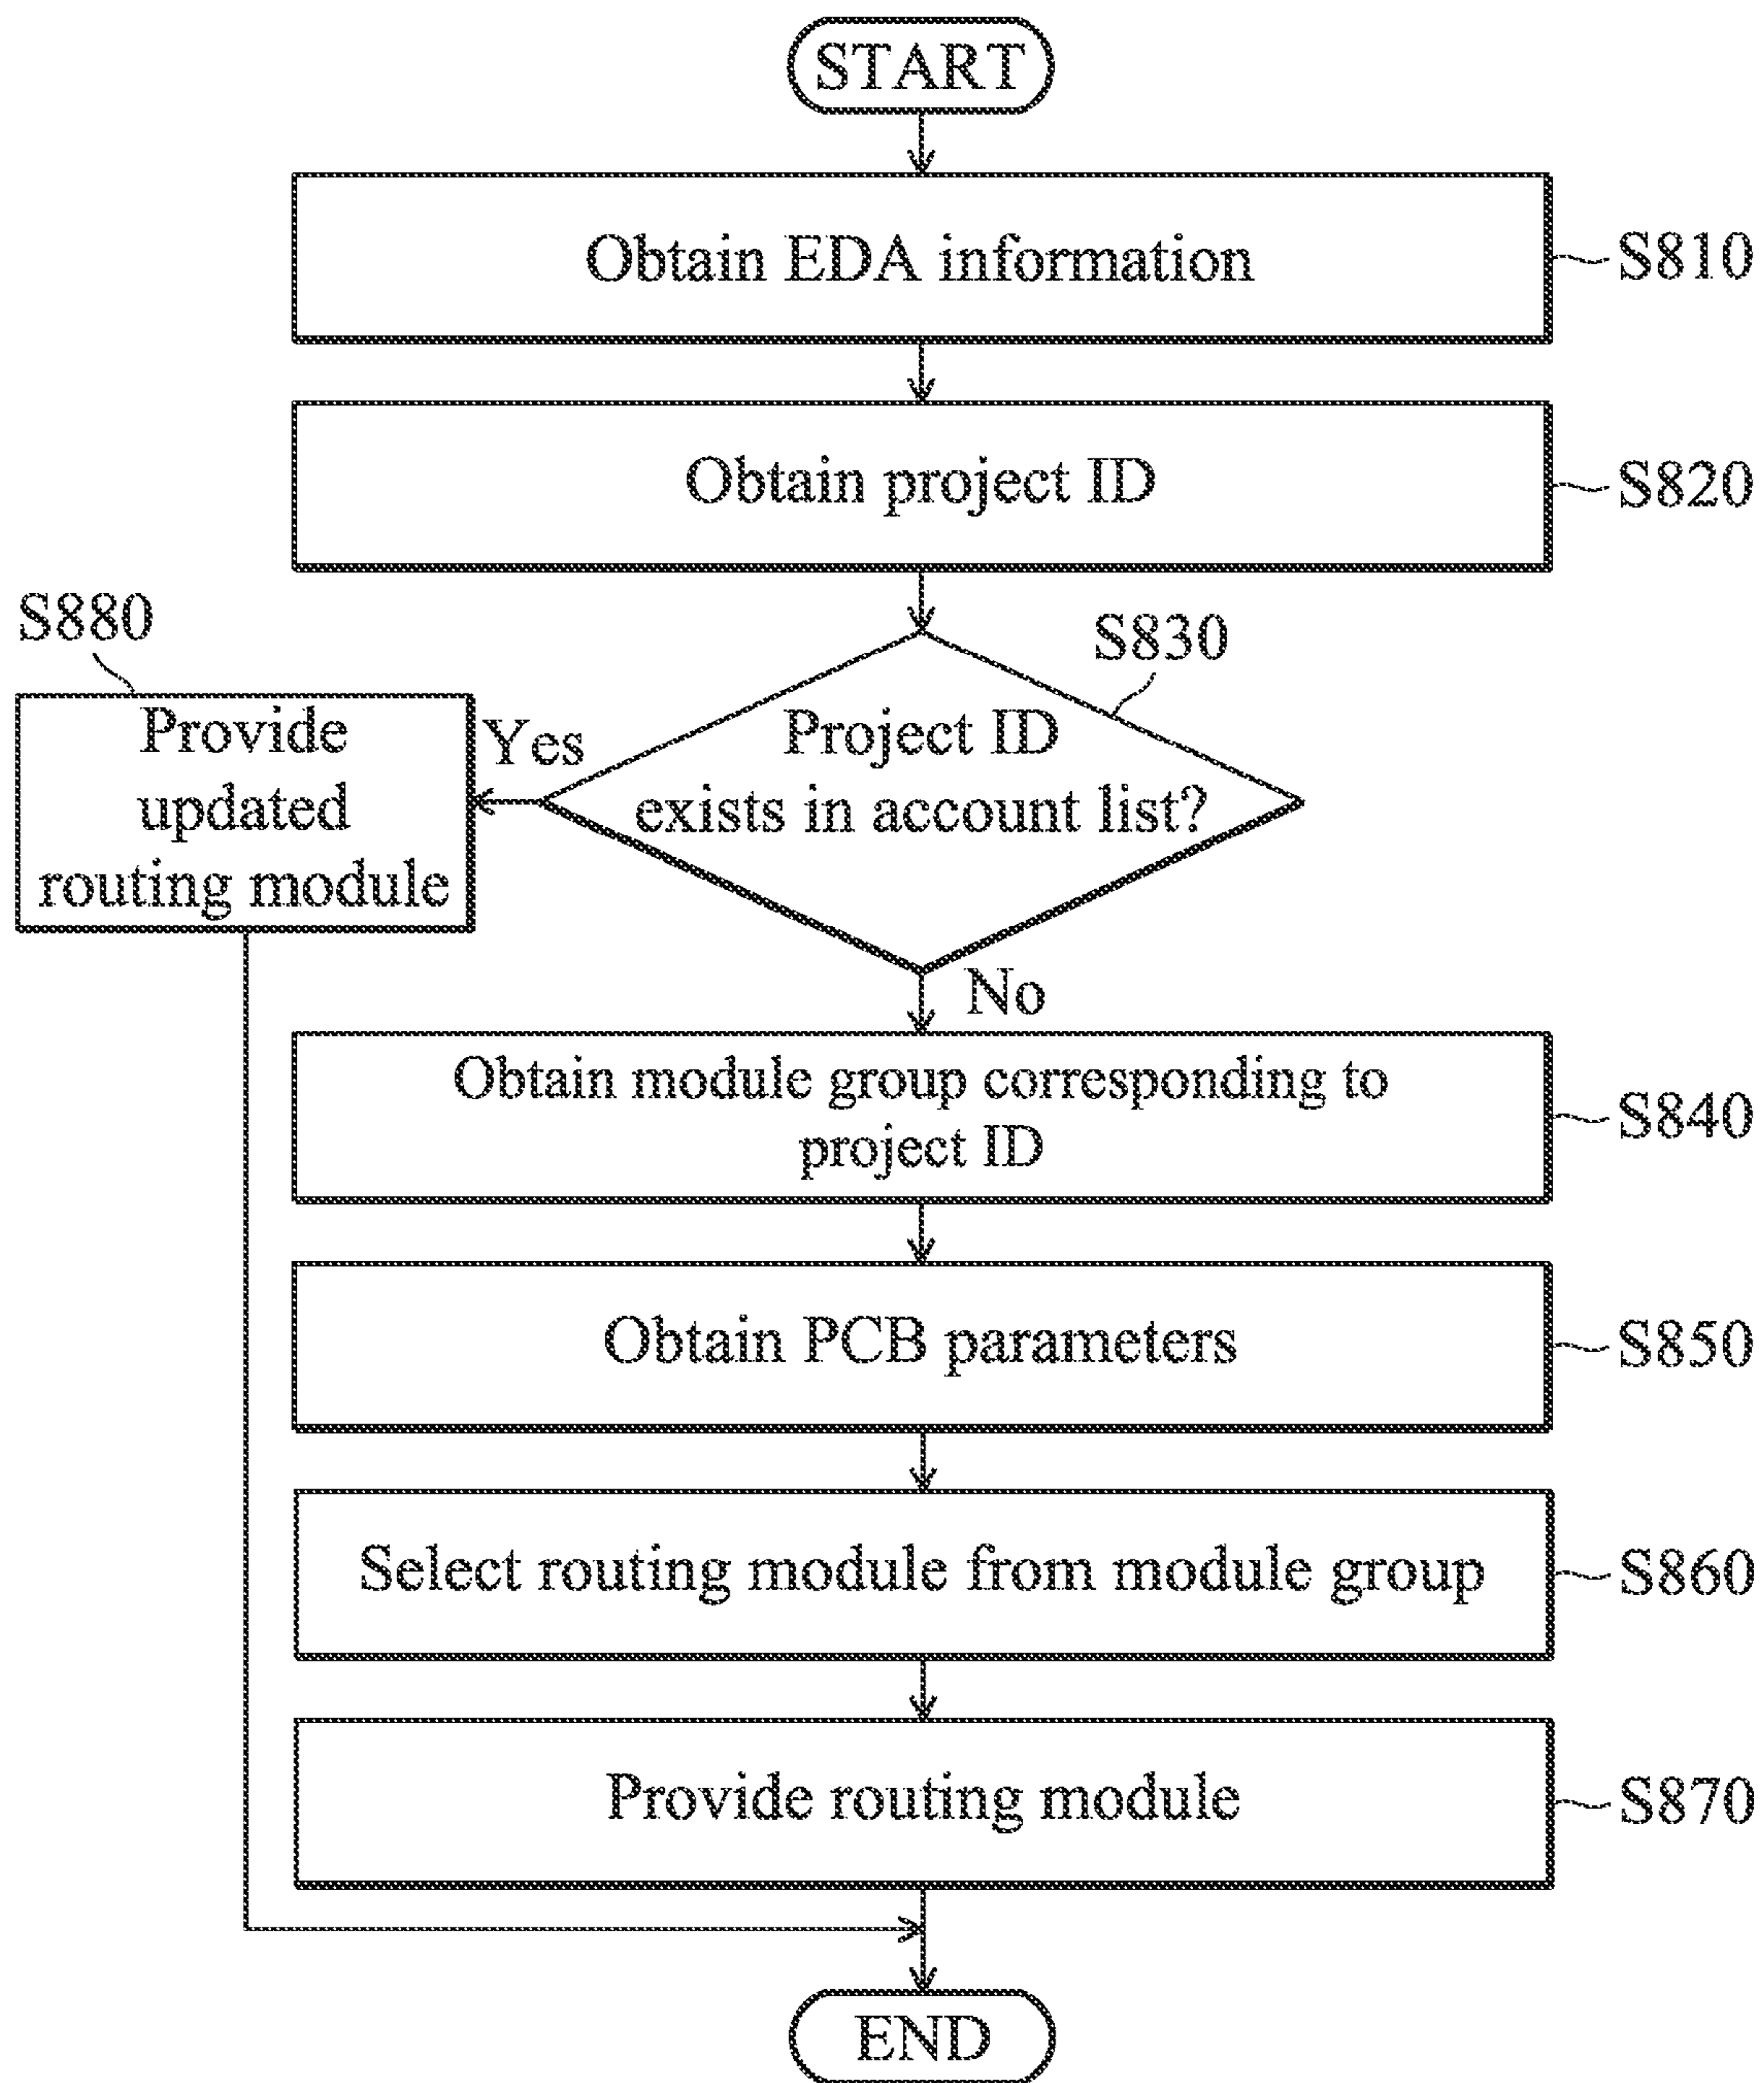 START
Obtain EDA information
S810
Obtain project ID
S820
S880
S830
Provide
updated
routing module
Yes
Project ID
exists in account list?
No
Obtain module group corresponding to
project ID
S840
Obtain PCB parameters
S850
Select routing module from module group
S860
Provide routing module
S870
END